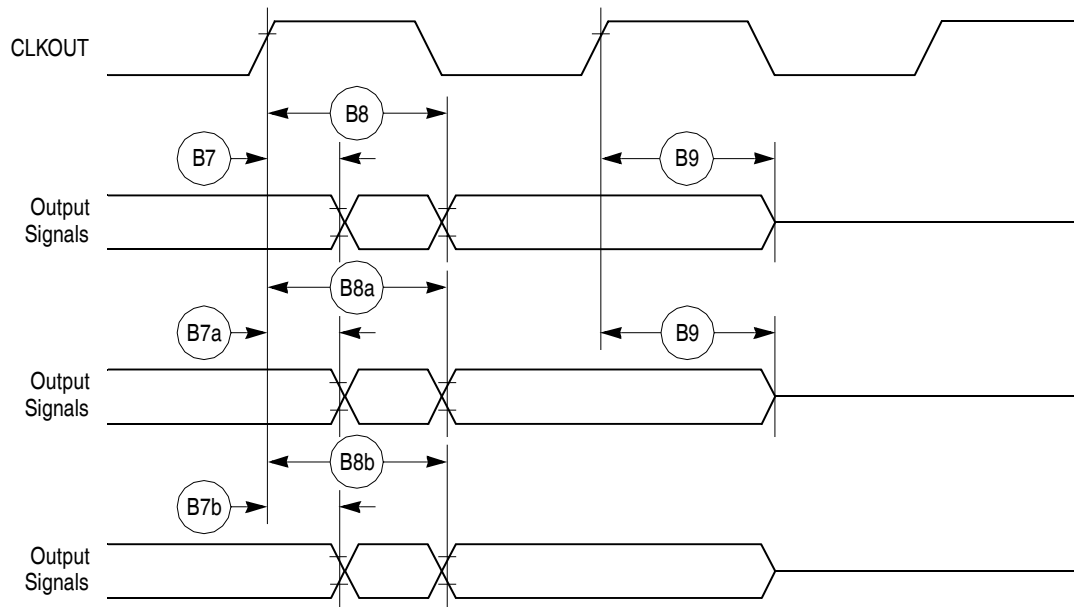 CLKOUT
B8
B7
B9
Output
Signals
B8a
B7a
B9
Output
Signals
B8b
B7b
Output
Signals